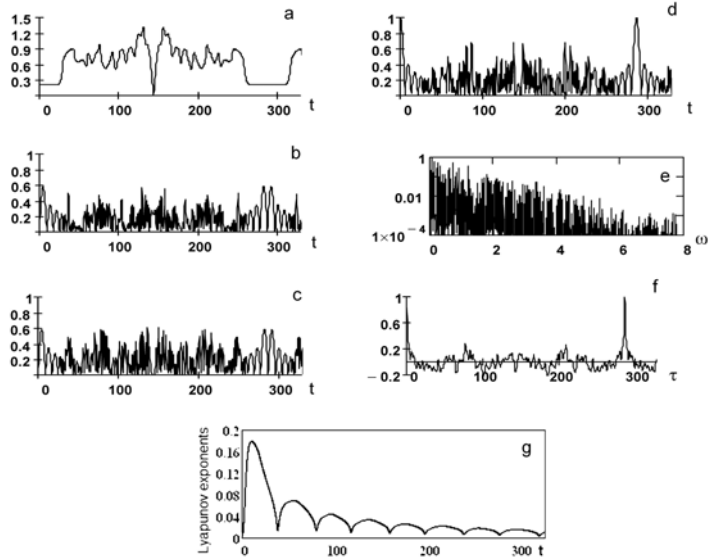 a
1.5
1.2
0.9
0.6
0.3
0 100 200 300 t
d
1
0.8
0.6
0.4
0.2
0 100 200 300 t
b
1
0.8
0.6
0.4
0.2
0 100 200 300 t
e
1
0.01
1×10 −4
0 2 4 6 8 ω
c
1
0.8
0.6
0.4
0.2
0 100 200 300 t
f
1
0.6
0.2
− 0.2
0 100 200 300 τ
g
Lyapunov exponents
0.2
0.16
0.12
0.08
0.04
0
0 100 200 300 t